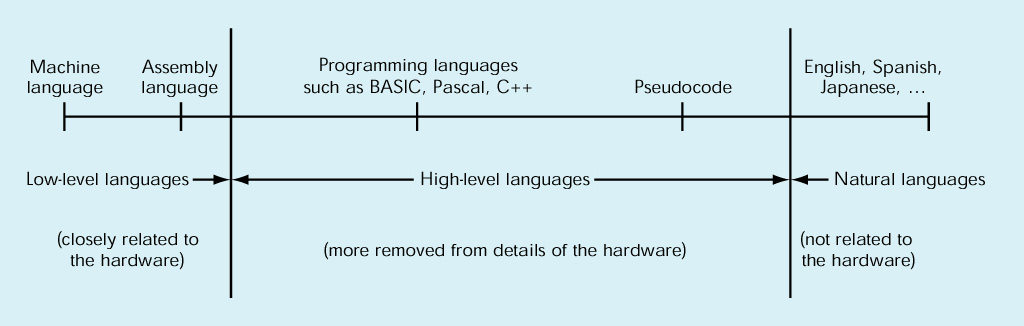 Machine
language
Assembly
language
Programming languages
such as BASIC, Pascal, C++
Pseudocode
English, Spanish,
Japanese, …
Low-level languages
High-level languages
Natural languages
(closely related to
the hardware)
(more removed from details of the hardware)
(not related to
the hardware)